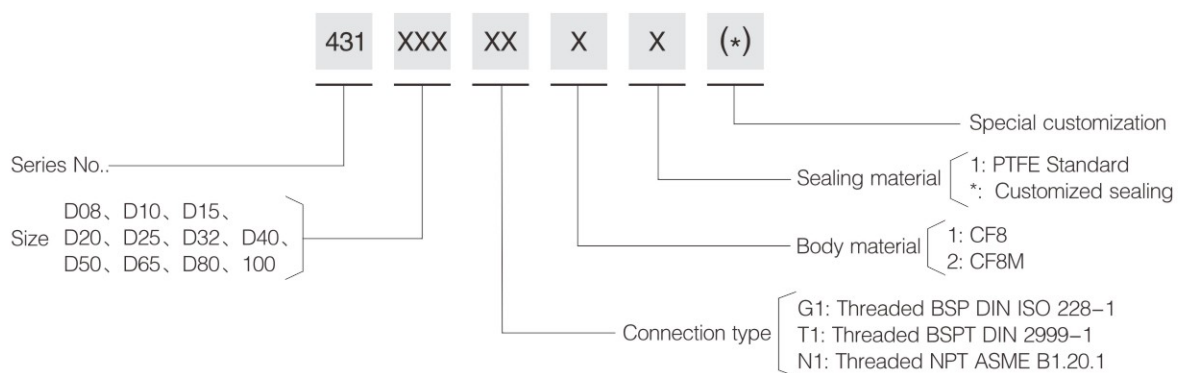 431 XXX XX X X (*)
Special customization
Series No..
Sealing material
1: PTFE Standard
*: Customized sealing
Size
D08、D10、D15、
D20、D25、D32、D40、
D50、D65、D80、100
Body material
1: CF8
2: CF8M
Connection type
G1: Threaded BSP DIN ISO 228-1
T1: Threaded BSPT DIN 2999-1
N1: Threaded NPT ASME B1.20.1